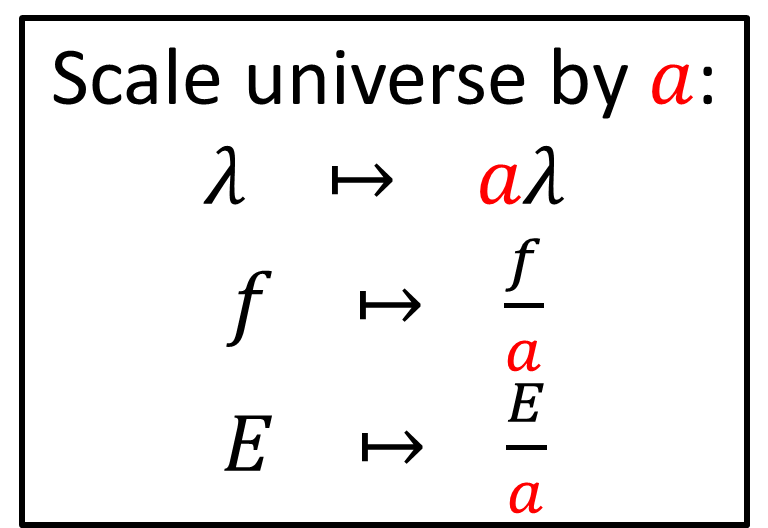 Scale universe by a:
λ ↦ aλ
f ↦ f/a
E ↦ E/a